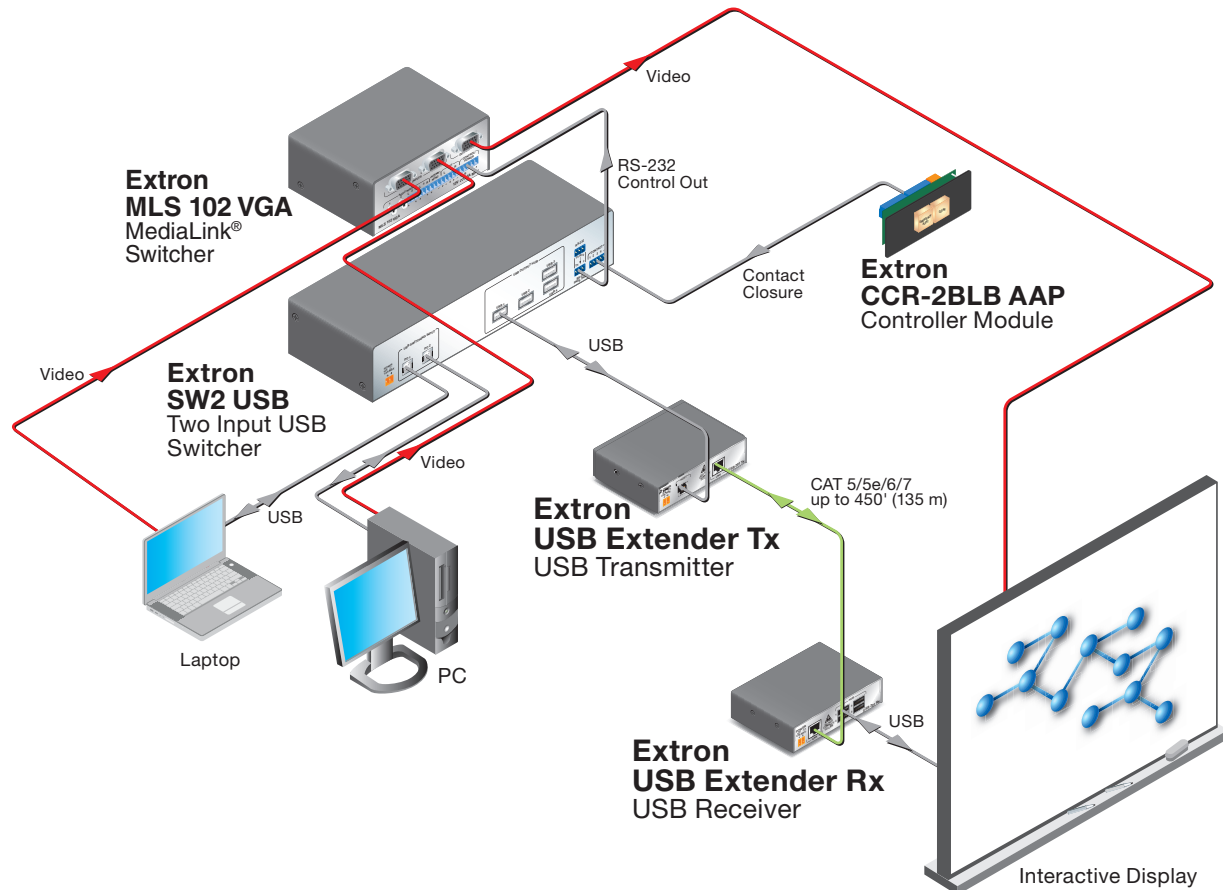 Video
RS-232
Control Out
Extron
MLS 102 VGA
MediaLink®
Switcher
Contact
Closure
Extron
CCR-2BLB AAP
Controller Module
USB
Video
Extron
SW2 USB
Two Input USB
Switcher
Video
USB
CAT 5/5e/6/7
up to 450' (135 m)
Extron
USB Extender Tx
USB Transmitter
Laptop
PC
USB
Extron
USB Extender Rx
USB Receiver
Interactive Display